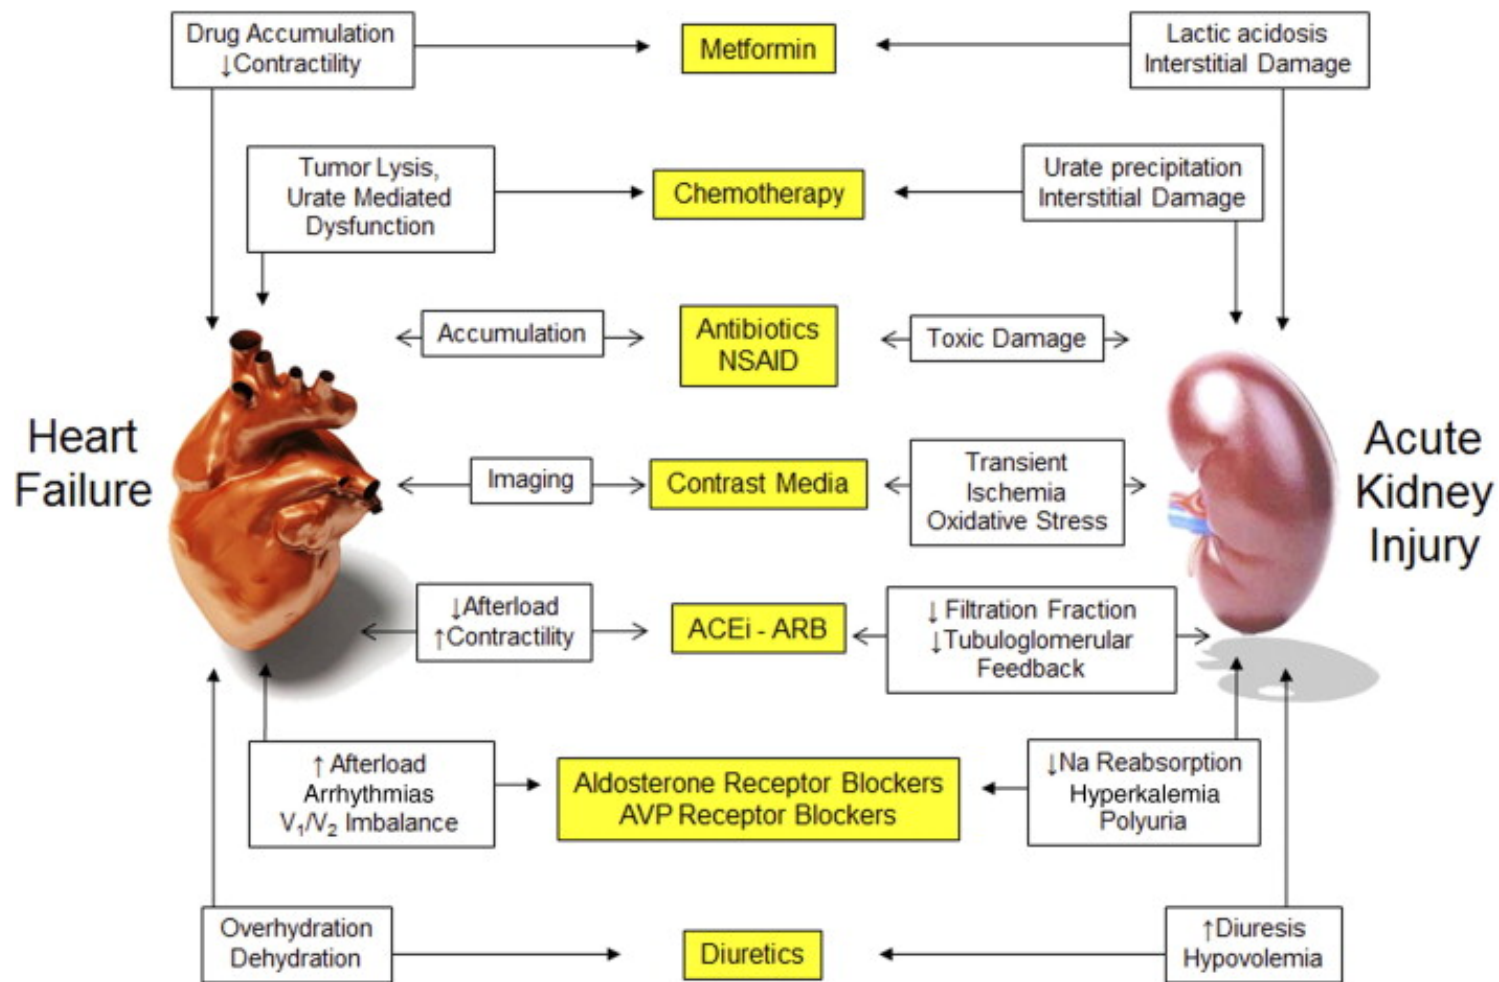 Drug Accumulation
↓Contractility
Metformin
Lactic acidosis
Interstitial Damage
Tumor Lysis,
Urate Mediated
Dysfunction
Chemotherapy
Urate precipitation
Interstitial Damage
Accumulation
Antibiotics
NSAID
Toxic Damage
Heart
Failure
Imaging
Contrast Media
Transient
Ischemia
Oxidative Stress
Acute
Kidney
Injury
↓Afterload
↑Contractility
ACEi - ARB
↓ Filtration Fraction
↓Tubuloglomerular
Feedback
↑ Afterload
Arrhythmias
V₁/V₂ Imbalance
Aldosterone Receptor Blockers
AVP Receptor Blockers
↓Na Reabsorption
Hyperkalemia
Polyuria
Overhydration
Dehydration
Diuretics
↑Diuresis
Hypovolemia